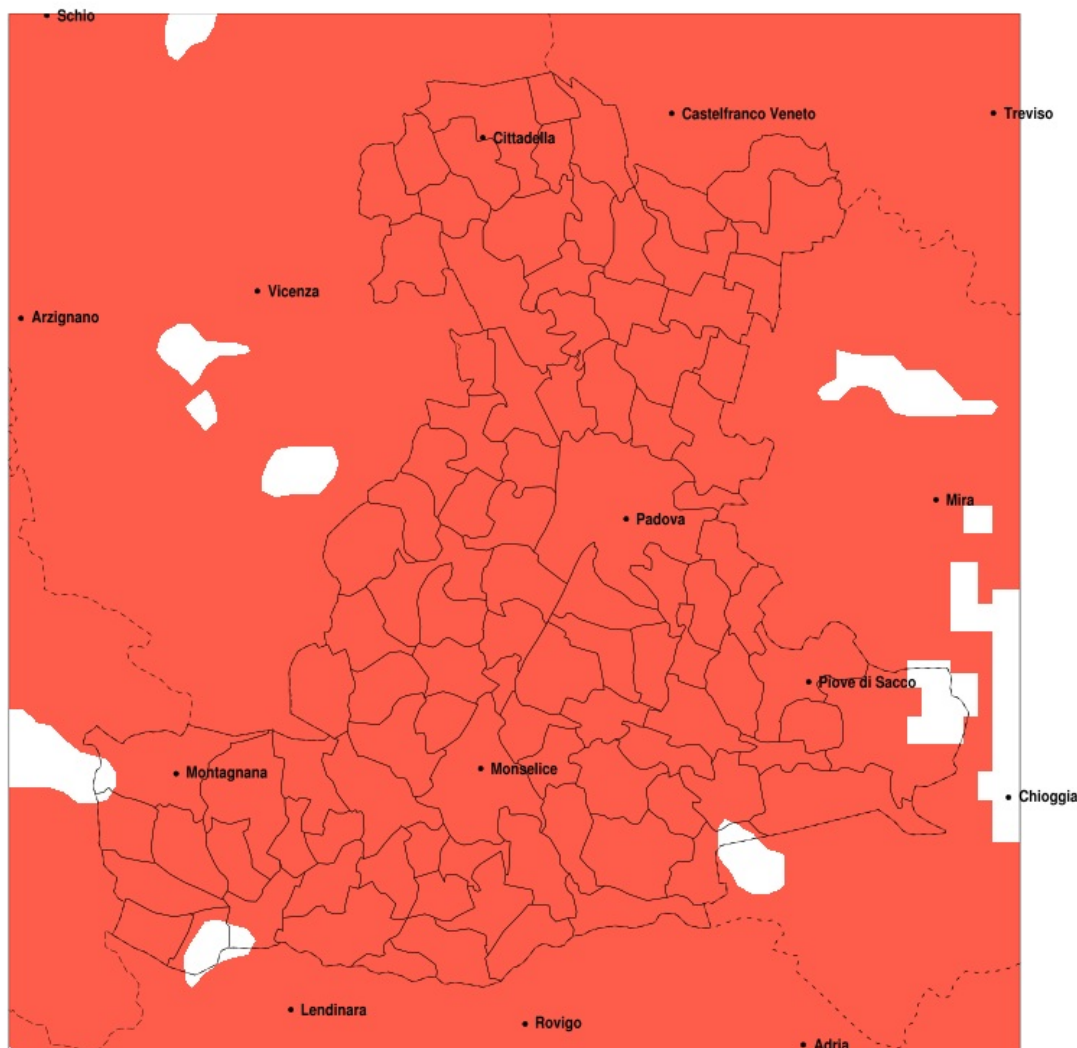 Schio
Castelfranco Veneto
Treviso
Cittadella
Vicenza
Arzignano
Mira
Padova
Piove di Sacco
Montagnana
Monselice
Chioggia
Lendinara
Rovigo
Adria